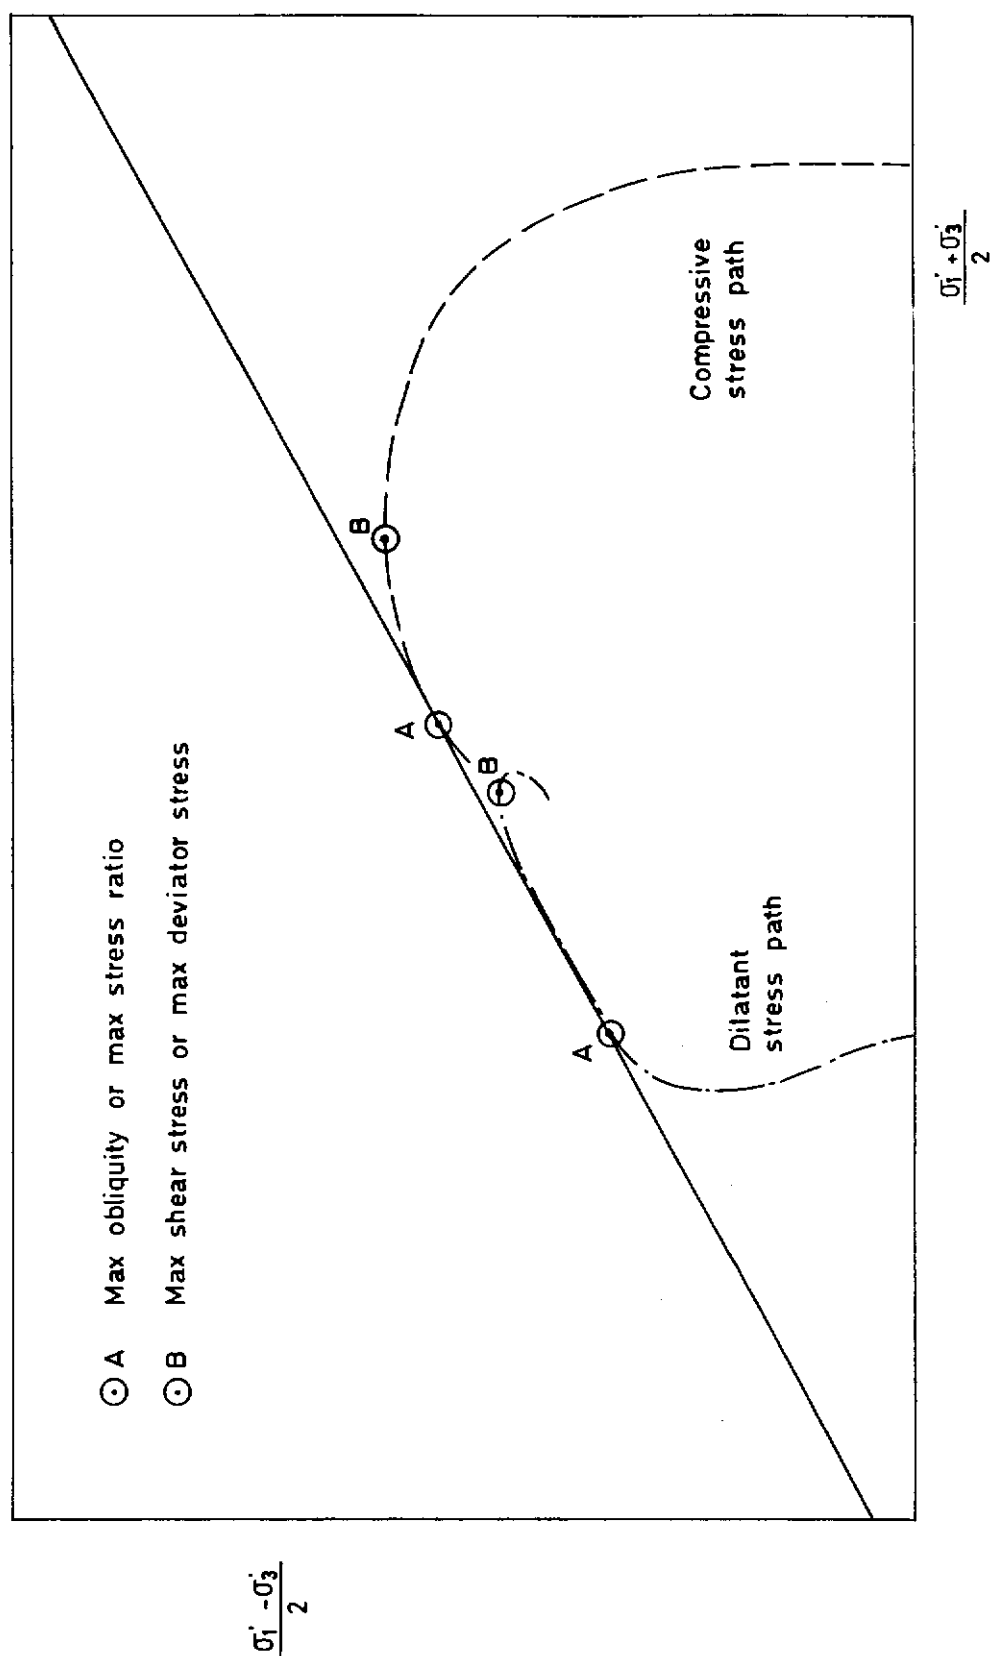 ⊙ A Max obliquity or max stress ratio
⊙ B Max shear stress or max deviator stress
σ₁' - σ₃'
2
A
B
A
B
Dilatant
stress path
Compressive
stress path
σ₁' + σ₃'
2